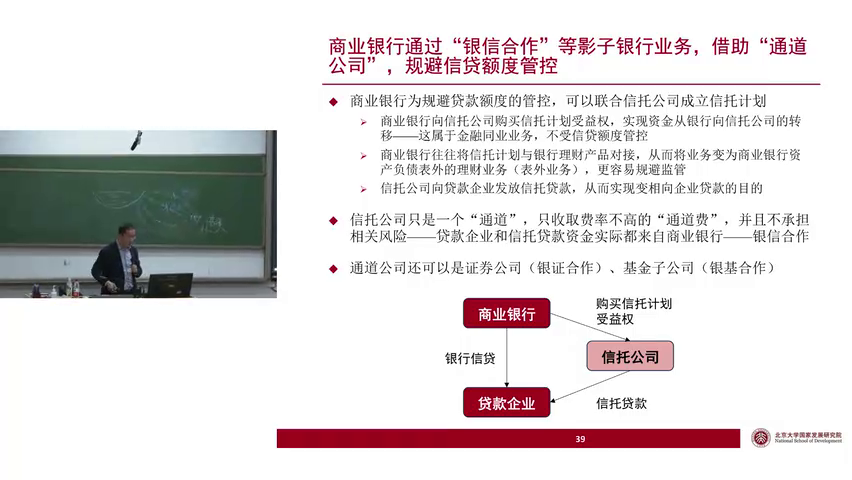 商业银行通过“银信合作”等影子银行业务，借助“通道
公司”，规避信贷额度管控
商业银行为规避贷款额度的管控，可以联合信托公司成立信托计划
商业银行向信托公司购买信托计划受益权，实现资金从银行向信托公司的转
移——这属于金融同业业务，不受信贷额度管控
商业银行往往将信托计划与银行理财产品对接，从而将业务变为商业银行资
产负债表外的理财业务（表外业务），更容易规避监管
信托公司向贷款企业发放信托贷款，从而实现变相向企业贷款的目的
信托公司只是一个“通道”，只收取费率不高的“通道费”，并且不承担
相关风险——贷款企业和信托贷款资金实际都来自商业银行——银信合作
通道公司还可以是证券公司（银证合作）、基金子公司（银基合作）
商业银行
购买信托计划
受益权
信托公司
银行信贷
贷款企业
信托贷款
39
北京大学国家发展研究院
National School of Development